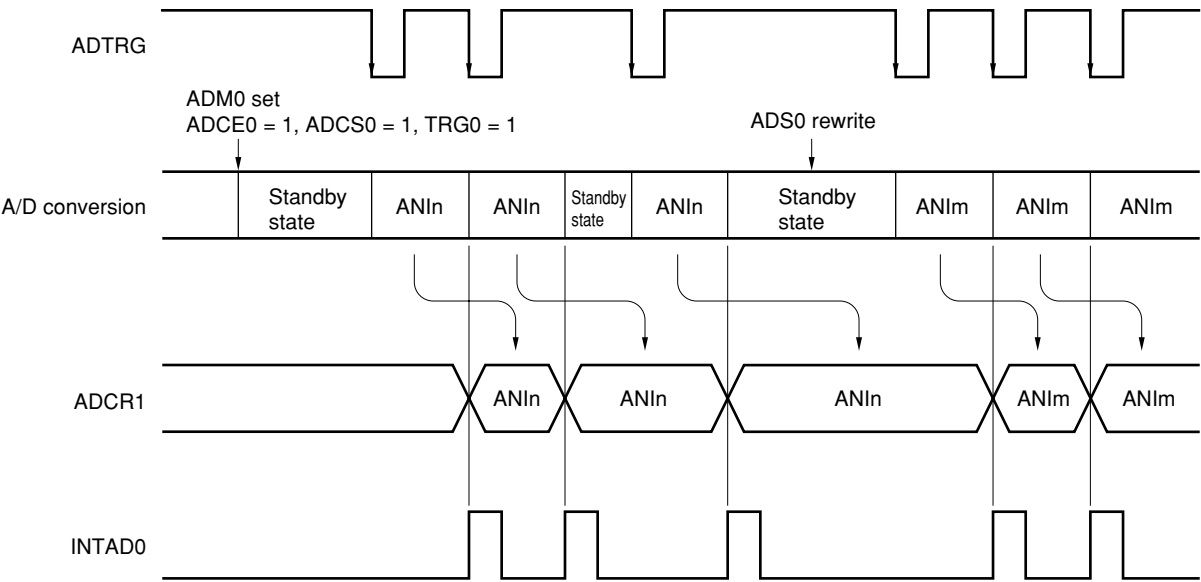 ADTRG
ADM0 set
ADCE0 = 1, ADCS0 = 1, TRG0 = 1
ADS0 rewrite
A/D conversion
Standby
state
ANIn
ANIn
Standby
state
ANIn
Standby
state
ANIm
ANIm
ANIm
ADCR1
ANIn
ANIn
ANIn
ANIm
ANIm
INTAD0